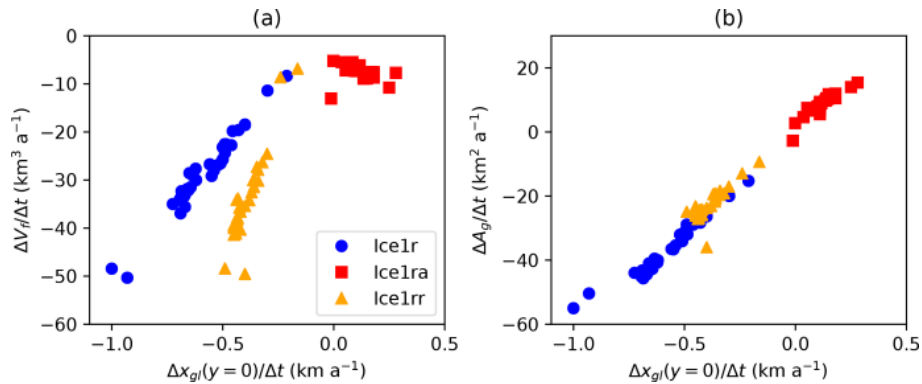 (a)
ΔV_f/Δt (km³ a⁻¹)
0
−10
−20
−30
−40
−50
−60
Ice1r
Ice1ra
Ice1rr
−1.0 −0.5 0.0 0.5
Δx_gl(y = 0)/Δt (km a⁻¹)
(b)
ΔA_g/Δt (km² a⁻¹)
20
0
−20
−40
−60
−1.0 −0.5 0.0 0.5
Δx_gl(y = 0)/Δt (km a⁻¹)